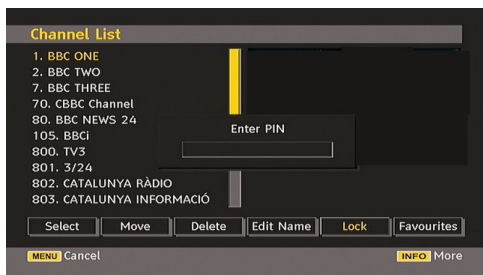 Channel List
1. BBC ONE
2. BBC TWO
7. BBC THREE
70. CBBC Channel
80. BBC NEWS 24
105. BBCi
800. TV3
801. 3/24
802. CATALUNYA RÀDIO
803. CATALUNYA INFORMACIÓ
Enter PIN
Select Move Delete Edit Name Lock Favourites
MENU Cancel INFO More